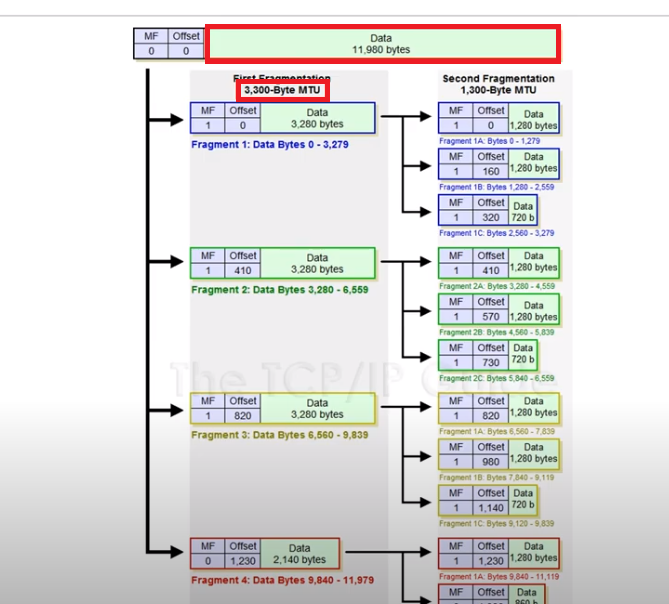 MF Offset Data
0 0 11,980 bytes
First Fragmentation
3,300-Byte MTU
Second Fragmentation
1,300-Byte MTU
MF Offset Data
1 0 3,280 bytes
Fragment 1: Data Bytes 0 - 3,279
MF Offset Data
1 0 1,280 bytes
Fragment 1A: Bytes 0 - 1,279
MF Offset Data
1 160 1,280 bytes
Fragment 1B: Bytes 1,280 - 2,559
MF Offset Data
1 320 720 b
Fragment 1C: Bytes 2,560 - 3,279
MF Offset Data
1 410 3,280 bytes
Fragment 2: Data Bytes 3,280 - 6,559
MF Offset Data
1 410 1,280 bytes
Fragment 2A: Bytes 3,280 - 4,559
MF Offset Data
1 570 1,280 bytes
Fragment 2B: Bytes 4,560 - 5,839
MF Offset Data
1 730 720 b
Fragment 2C: Bytes 5,840 - 6,559
The TCP/IP Guide
MF Offset Data
1 820 3,280 bytes
Fragment 3: Data Bytes 6,560 - 9,839
MF Offset Data
1 820 1,280 bytes
Fragment 1A: Bytes 6,560 - 7,839
MF Offset Data
1 980 1,280 bytes
Fragment 1B: Bytes 7,840 - 9,119
MF Offset Data
1 1,140 720 b
Fragment 1C: Bytes 9,120 - 9,839
MF Offset Data
0 1,230 2,140 bytes
Fragment 4: Data Bytes 9,840 - 11,979
MF Offset Data
1 1,230 1,280 bytes
Fragment 1A: Bytes 9,840 - 11,119
MF Offset Data